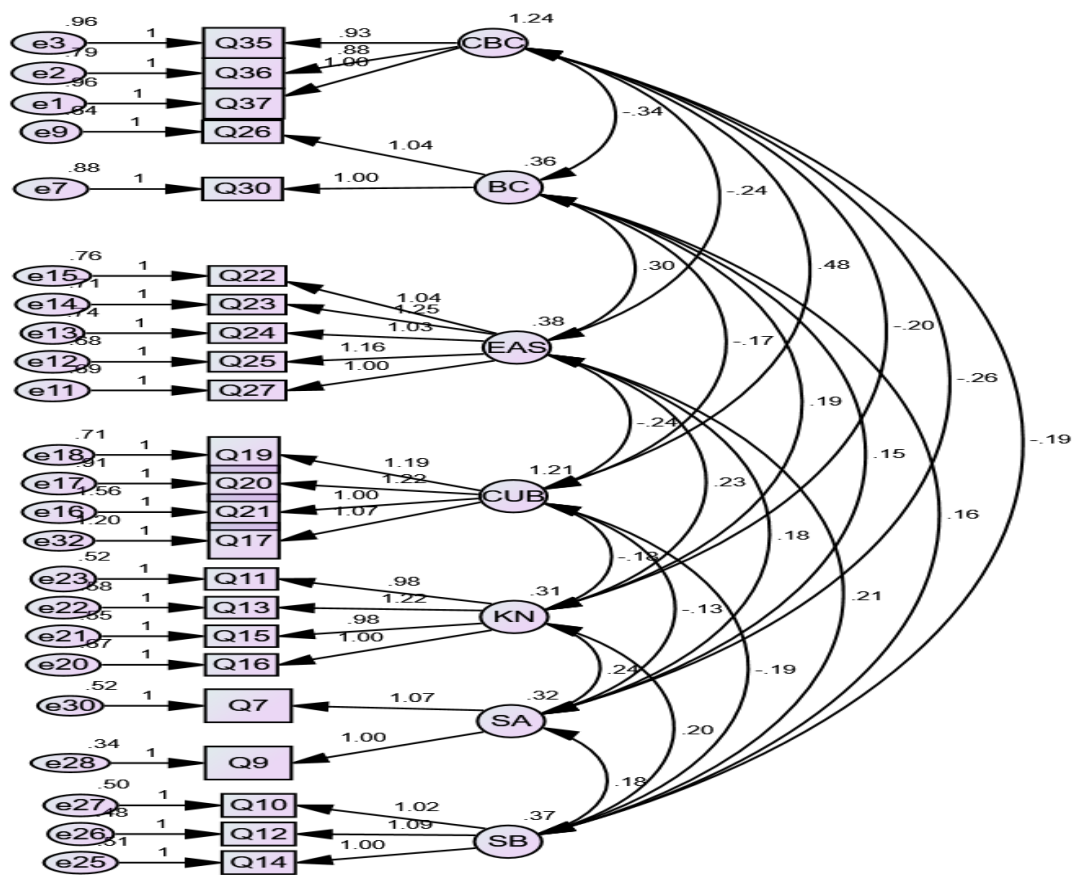 .96 1.24
e3 1 Q35 .93 CBC
.79 .88
e2 1 Q36 1.00
.96
e1 1 Q37
-.34
e9 1 Q26
1.04
.88 .36
e7 1 Q30 1.00 BC
-.24
.76 .30 .48
e15 1 Q22
.71 1.04
e14 1 Q23 1.25
.74 1.03 .38 -.20
e13 1 Q24 EAS -.17
.68 1.16
e12 1 Q25
-.26
e11 1 Q27 1.00
.19
-.24
.71 -.19
e18 1 Q19 1.19 .15
.91 1.21
e17 1 Q20 1.22 .23
1.56 1.00 CUB
e16 1 Q21 1.07 .16
1.20
e32 1 Q17 .18
.52 -.18
e23 1 Q11 .98 .31 .21
.68 1.22 -.13
e22 1 Q13 KN
e21 1 Q15 .98
e20 1 Q16 1.00 .24 -.19
.52 .32
e30 1 Q7 1.07 SA
.20
.34 1.00
e28 1 Q9
.50 .18
e27 1 Q10 1.02 .37
.48 1.09
e26 1 Q12 SB
1.00
e25 1 Q14